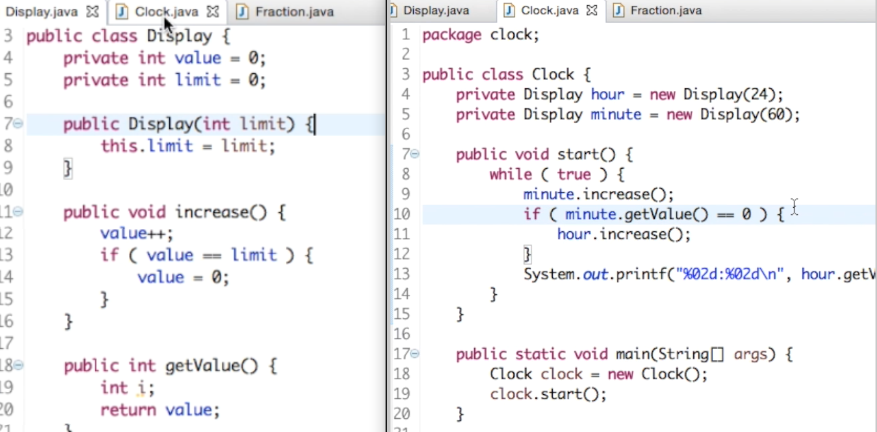 Display.java Clock.java Fraction.java
3 public class Display {
4 private int value = 0;
5 private int limit = 0;
6
7 public Display(int limit) {
8 this.limit = limit;
9 }
10
11 public void increase() {
12 value++;
13 if ( value == limit ) {
14 value = 0;
15 }
16 }
17
18 public int getValue() {
19 int i;
20 return value;
21 }
Display.java Clock.java Fraction.java
1 package clock;
2
3 public class Clock {
4 private Display hour = new Display(24);
5 private Display minute = new Display(60);
6
7 public void start() {
8 while ( true ) {
9 minute.increase();
10 if ( minute.getValue() == 0 ) {
11 hour.increase();
12 }
13 System.out.printf("%02d:%02d\n", hour.getV
14 }
15 }
16
17 public static void main(String[] args) {
18 Clock clock = new Clock();
19 clock.start();
20 }